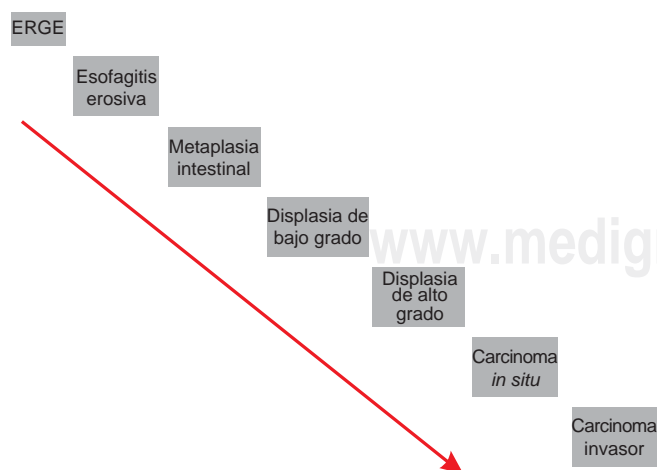 ERGE
Esofagitis
erosiva
Metaplasia
intestinal
Displasia de
bajo grado
www.medigr
Displasia
de alto
grado
Carcinoma
in situ
Carcinoma
invasor